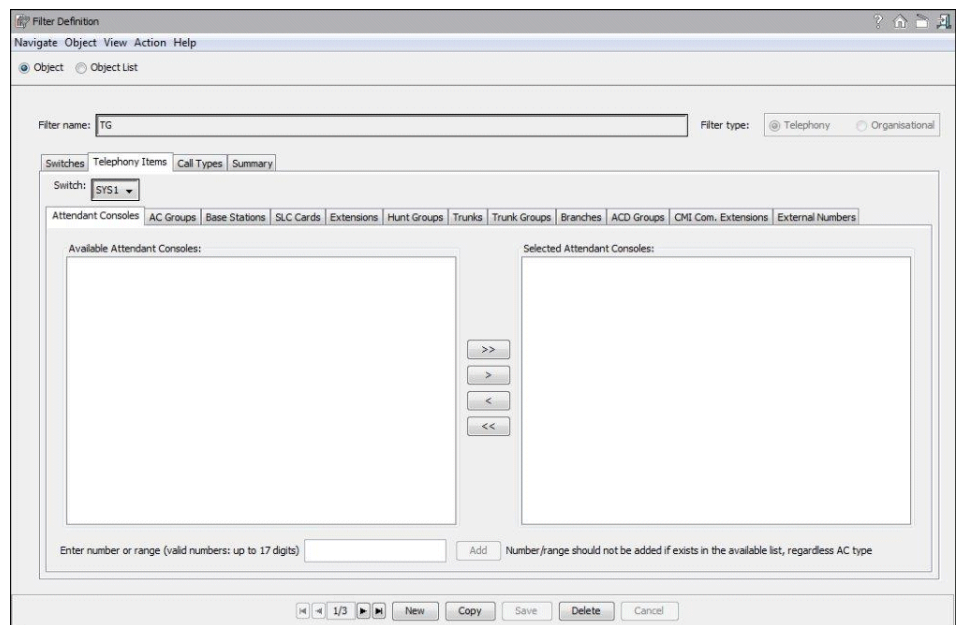 Filter Definition
Navigate Object View Action Help
Object Object List
Filter name: TG Filter type: Telephony Organisational
Switches Telephony Items Call Types Summary
Switch: SYS1
Attendant Consoles AC Groups Base Stations SLC Cards Extensions Hunt Groups Trunks Trunk Groups Branches ACD Groups CMI Com. Extensions External Numbers
Available Attendant Consoles: Selected Attendant Consoles:
>>
>
<
<<
Enter number or range (valid numbers: up to 17 digits) Add Number/range should not be added if exists in the available list, regardless AC type
1/3 New Copy Save Delete Cancel